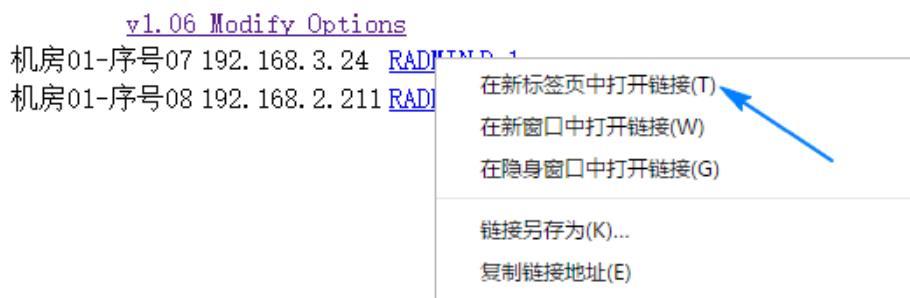 v1.06 Modify Options
机房01-序号07 192.168.3.24
机房01-序号08 192.168.2.211
在新标签页中打开链接(T)
在新窗口中打开链接(W)
在隐身窗口中打开链接(G)
链接另存为(K)...
复制链接地址(E)